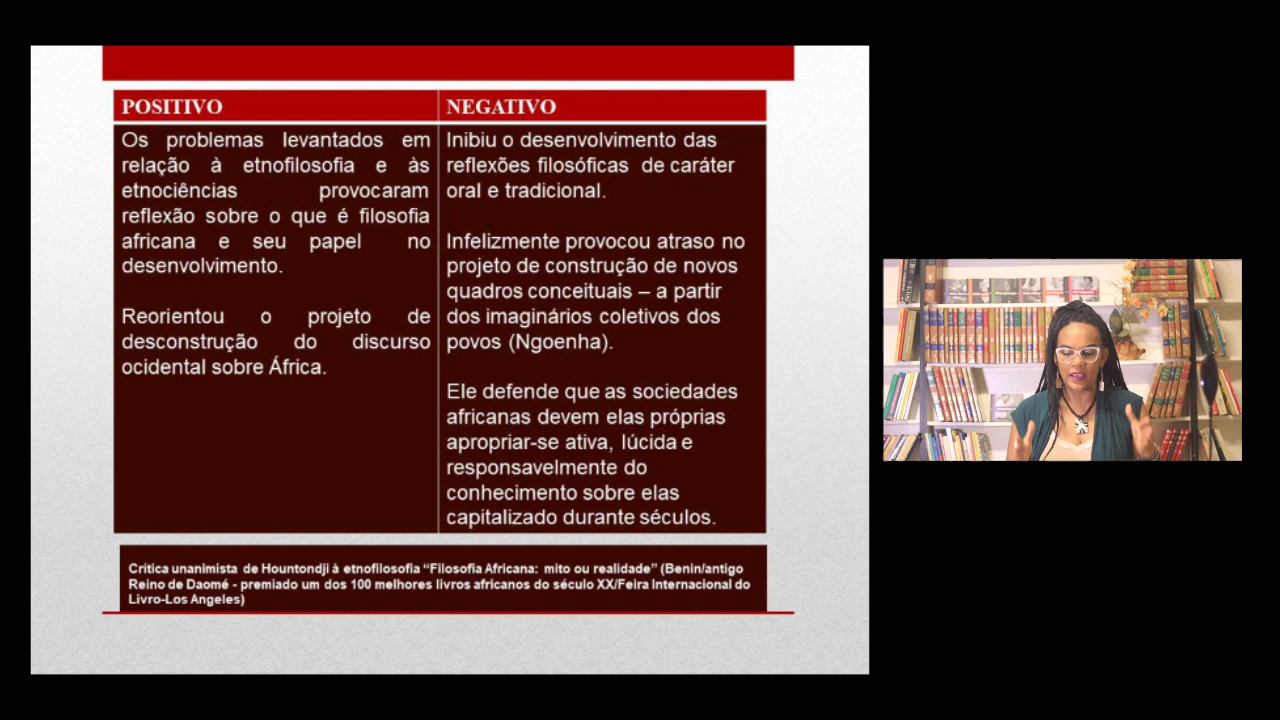 POSITIVO
Os problemas levantados em
relação à etnofilosofia e às
etnociências provocaram
reflexão sobre o que é filosofia
africana e seu papel no
desenvolvimento.
Reorientou o projeto de
desconstrução do discurso
ocidental sobre África.
NEGATIVO
Inibiu o desenvolvimento das
reflexões filosóficas de caráter
oral e tradicional.
Infelizmente provocou atraso no
projeto de construção de novos
quadros conceituais – a partir
dos imaginários coletivos dos
povos (Ngoenha).
Ele defende que as sociedades
africanas devem elas próprias
apropriar-se ativa, lúcida e
responsavelmente do
conhecimento sobre elas
capitalizado durante séculos.
Crítica unanimista de Hountondji à etnofilosofia “Filosofia Africana: mito ou realidade” (Benin/antigo
Reino de Daomé - premiado um dos 100 melhores livros africanos do século XX/Feira Internacional do
Livro-Los Angeles)